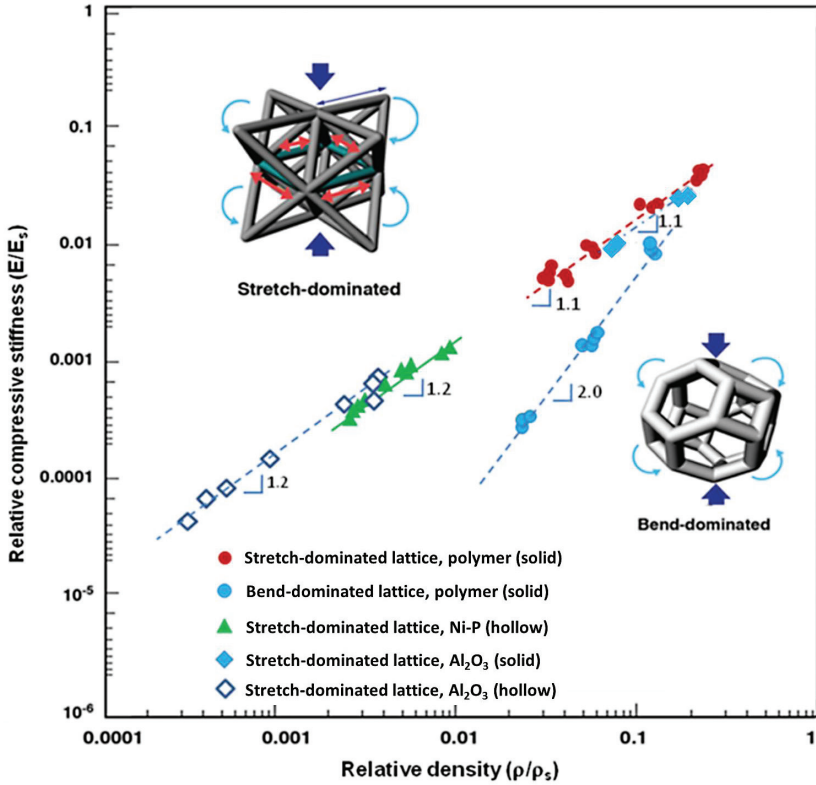 Relative compressive stiffness (E/Eₛ)
1
0.1
0.01
0.001
0.0001
10⁻⁵
10⁻⁶
Stretch-dominated
1.1
1.1
2.0
1.2
1.2
Bend-dominated
Stretch-dominated lattice, polymer (solid)
Bend-dominated lattice, polymer (solid)
Stretch-dominated lattice, Ni-P (hollow)
Stretch-dominated lattice, Al₂O₃ (solid)
Stretch-dominated lattice, Al₂O₃ (hollow)
0.0001
0.001
0.01
0.1
1
Relative density (ρ/ρₛ)